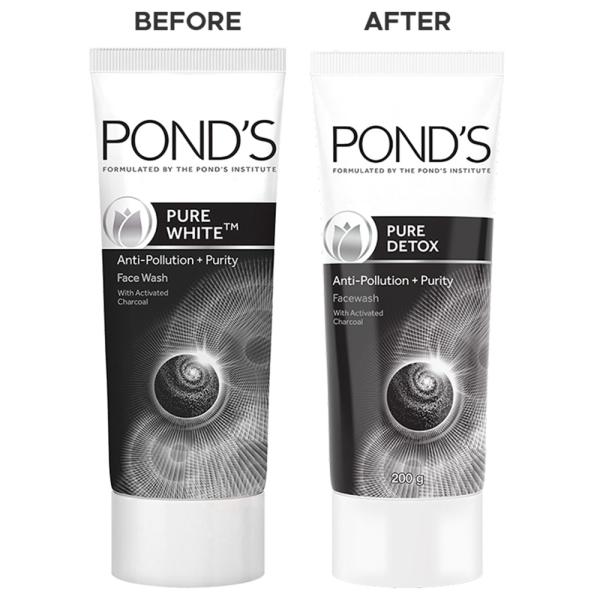 BEFORE
AFTER
POND'S
FORMULATED BY THE POND'S INSTITUTE
PURE
WHITE™
Anti-Pollution + Purity
Face Wash
With Activated
Charcoal
POND'S
FORMULATED BY THE POND'S INSTITUTE
PURE
DETOX
Anti-Pollution + Purity
Facewash
With Activated
Charcoal
200 g